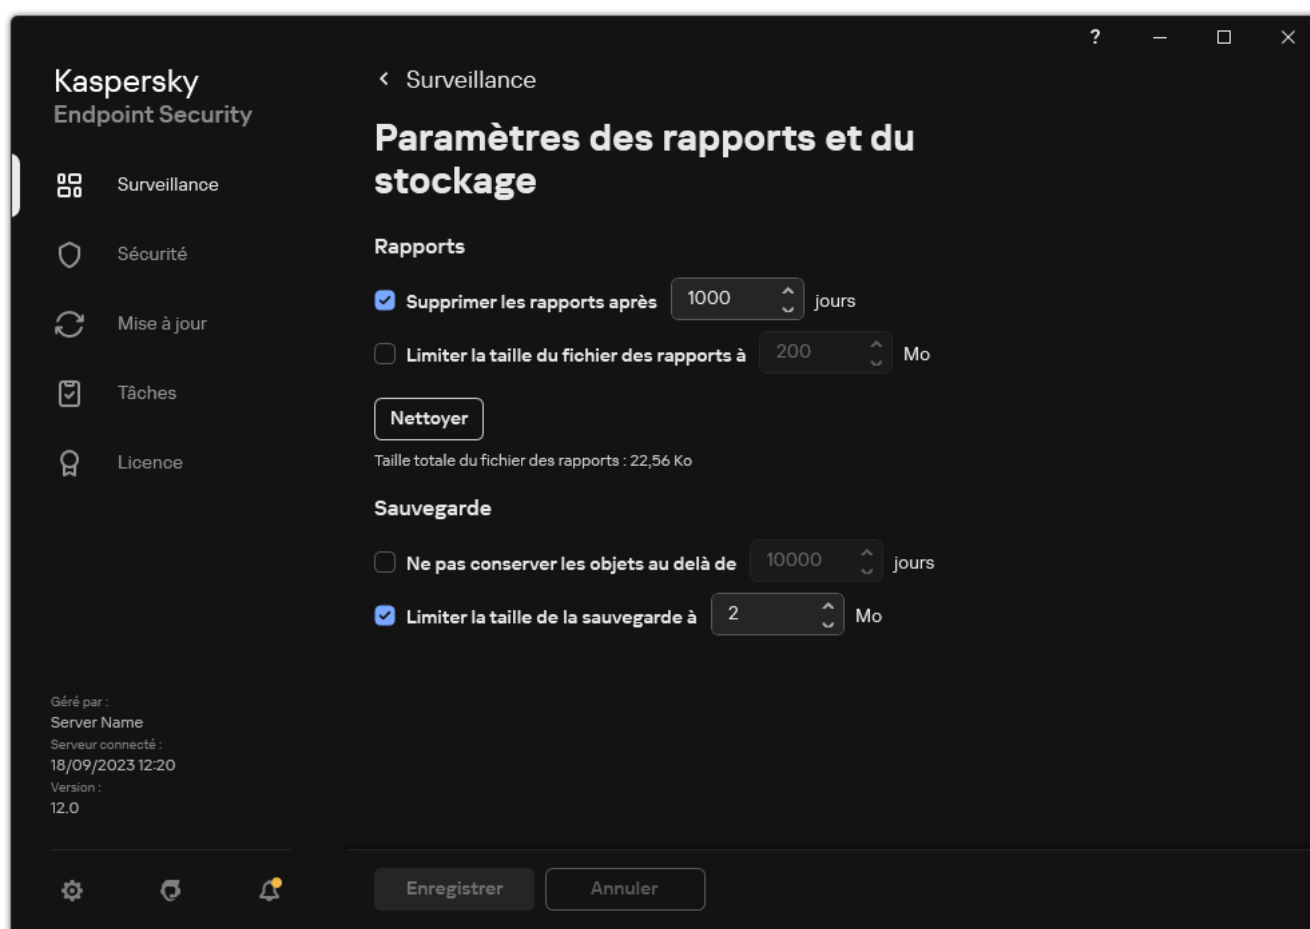 ?
Kaspersky
Endpoint Security
Surveillance
Sécurité
Mise à jour
Tâches
Licence
Géré par :
Server Name
Serveur connecté :
18/09/2023 12:20
Version :
12.0
Surveillance
Paramètres des rapports et du
stockage
Rapports
Supprimer les rapports après 1000 jours
Limiter la taille du fichier des rapports à 200 Mo
Nettoyer
Taille totale du fichier des rapports : 22,56 Ko
Sauvegarde
Ne pas conserver les objets au delà de 10000 jours
Limiter la taille de la sauvegarde à 2 Mo
Enregistrer Annuler